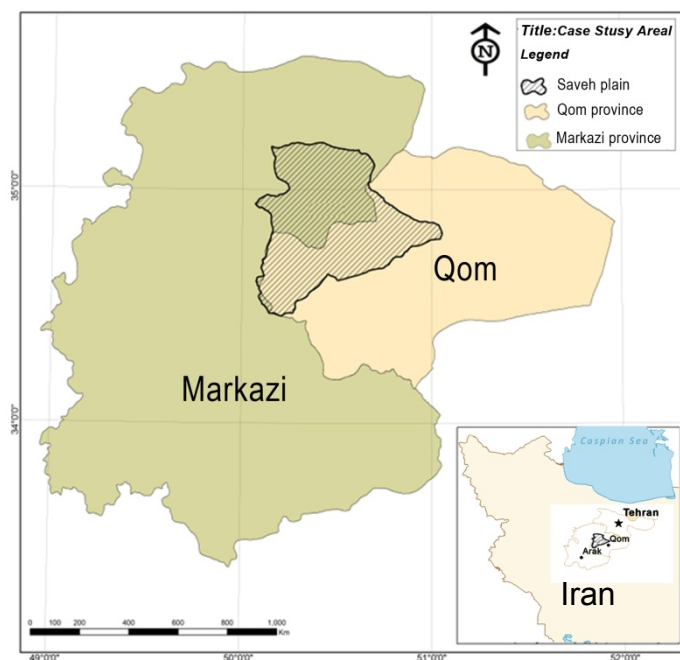 N
Title:Case Stusy Areal
Legend
Saveh plain
Qom province
Markazi province
35°0'0"
34°0'0"
Qom
Markazi
Caspian Sea
Tehran
Qom
Arak
Iran
0 100 200 400 600 800 1,000
Km
49°0'0" 50°0'0" 51°0'0" 52°0'0"